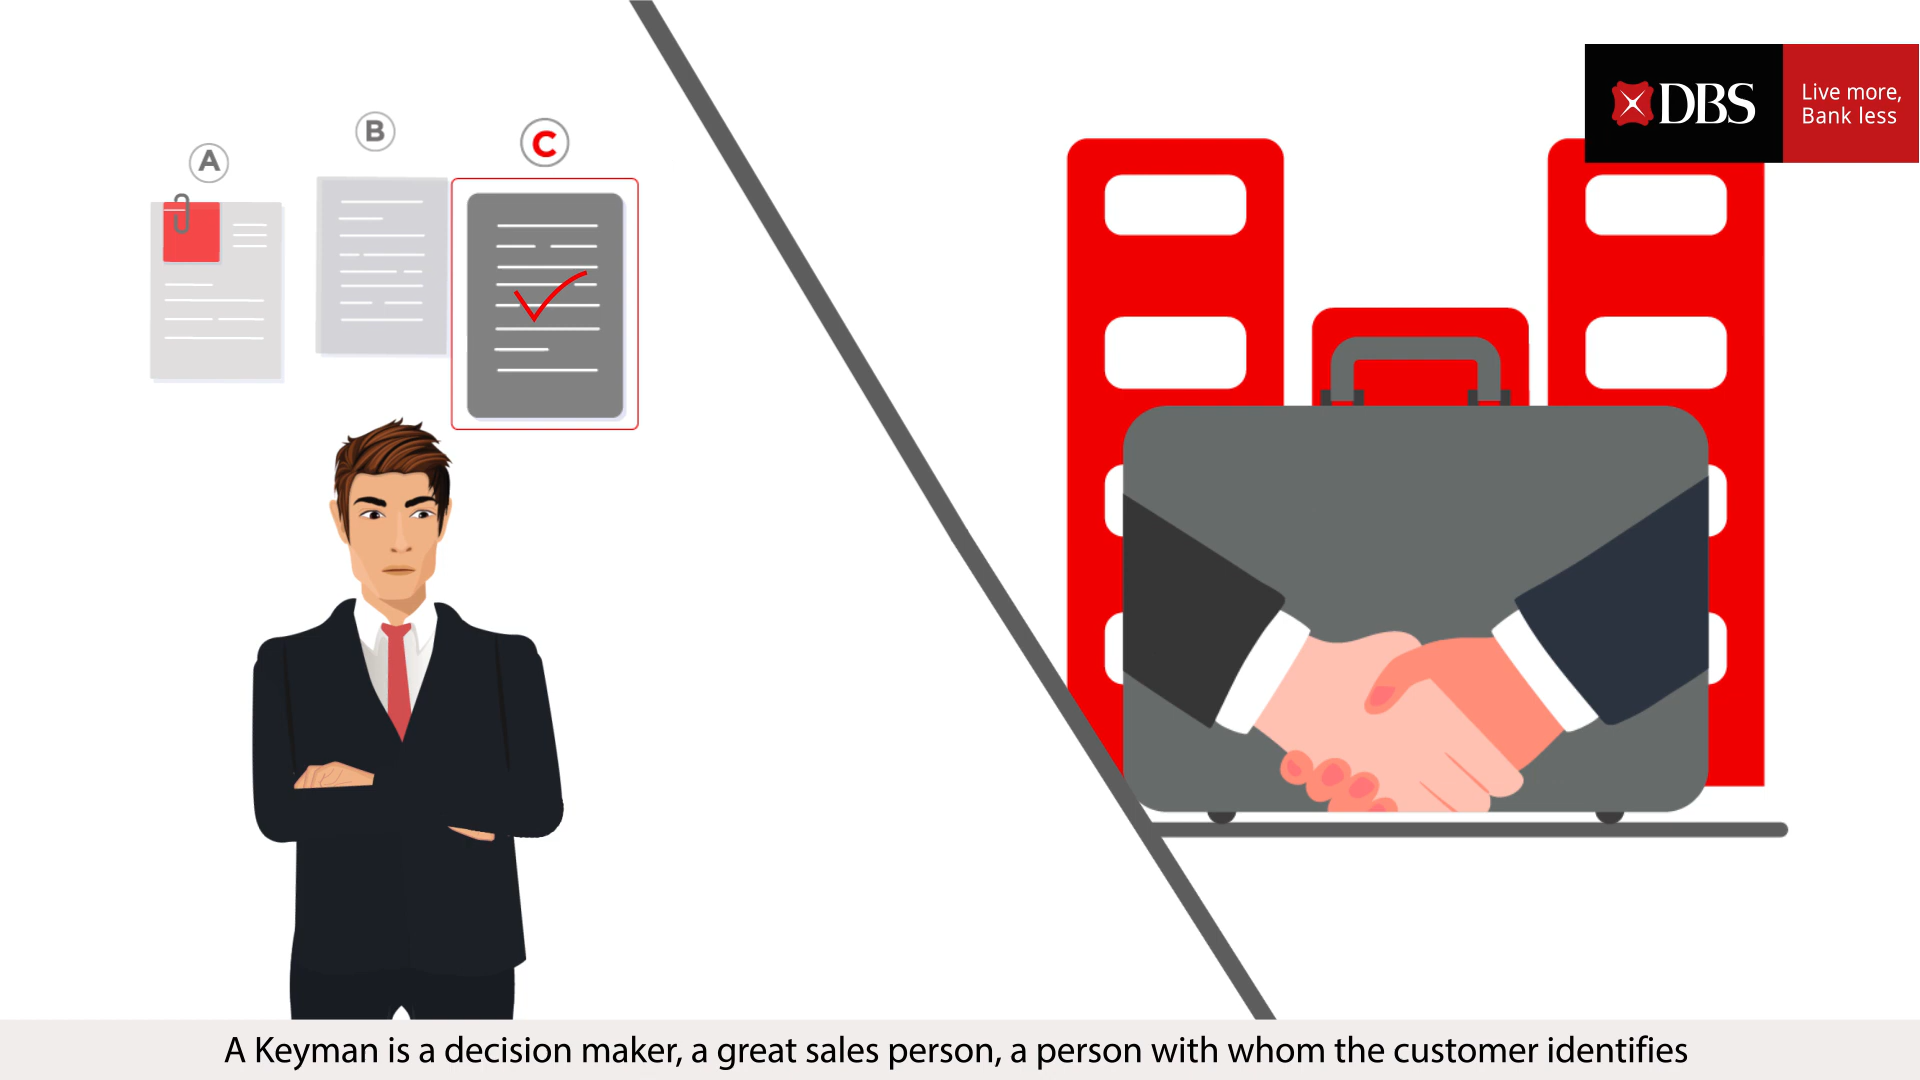 A
B
C
DBS
Live more,
Bank less
A Keyman is a decision maker, a great sales person, a person with whom the customer identifies